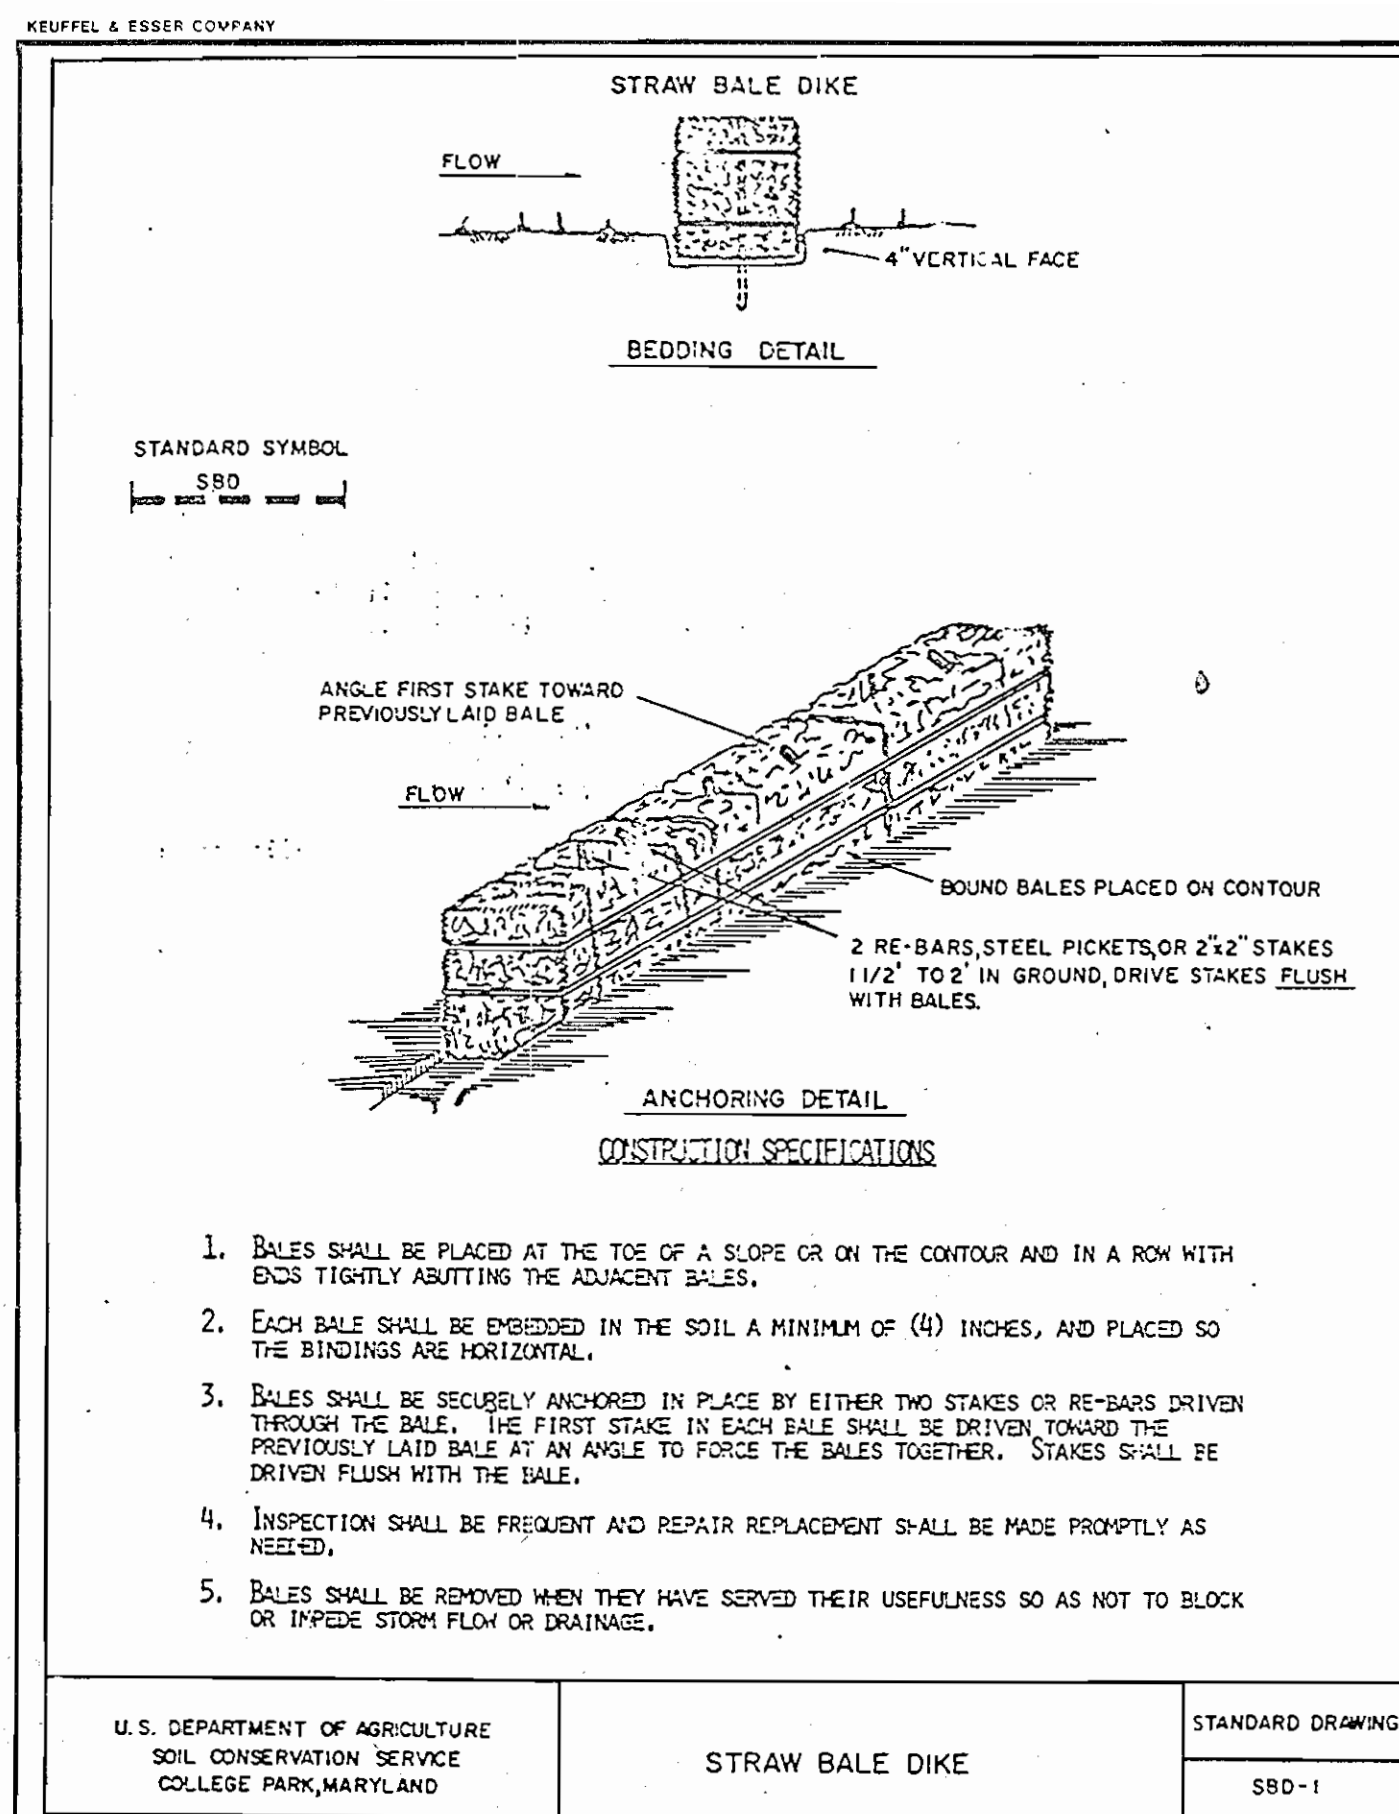 KEUFFEL & ESSER COMPANY
STRAW BALE DIKE
FLOW
4" VERTICAL FACE
BEDDING DETAIL
STANDARD SYMBOL
SBD
ANGLE FIRST STAKE TOWARD
PREVIOUSLY LAID BALE
FLOW
BOUND BALES PLACED ON CONTOUR
2 RE-BARS, STEEL PICKETS, OR 2"x2" STAKES
1 1/2' TO 2' IN GROUND, DRIVE STAKES FLUSH
WITH BALES.
ANCHORING DETAIL
CONSTRUCTION SPECIFICATIONS
1. BALES SHALL BE PLACED AT THE TOE OF A SLOPE OR ON THE CONTOUR AND IN A ROW WITH
ENDS TIGHTLY ABUTTING THE ADJACENT BALES.
2. EACH BALE SHALL BE EMBEDDED IN THE SOIL A MINIMUM OF (4) INCHES, AND PLACED SO
THE BINDINGS ARE HORIZONTAL.
3. BALES SHALL BE SECURELY ANCHORED IN PLACE BY EITHER TWO STAKES OR RE-BARS DRIVEN
THROUGH THE BALE. THE FIRST STAKE IN EACH BALE SHALL BE DRIVEN TOWARD THE
PREVIOUSLY LAID BALE AT AN ANGLE TO FORCE THE BALES TOGETHER. STAKES SHALL BE
DRIVEN FLUSH WITH THE BALE.
4. INSPECTION SHALL BE FREQUENT AND REPAIR REPLACEMENT SHALL BE MADE PROMPTLY AS
NEEDED.
5. BALES SHALL BE REMOVED WHEN THEY HAVE SERVED THEIR USEFULNESS SO AS NOT TO BLOCK
OR IMPEDE STORM FLOW OR DRAINAGE.
U. S. DEPARTMENT OF AGRICULTURE
SOIL CONSERVATION SERVICE
COLLEGE PARK, MARYLAND
STRAW BALE DIKE
STANDARD DRAWING
SBD-1